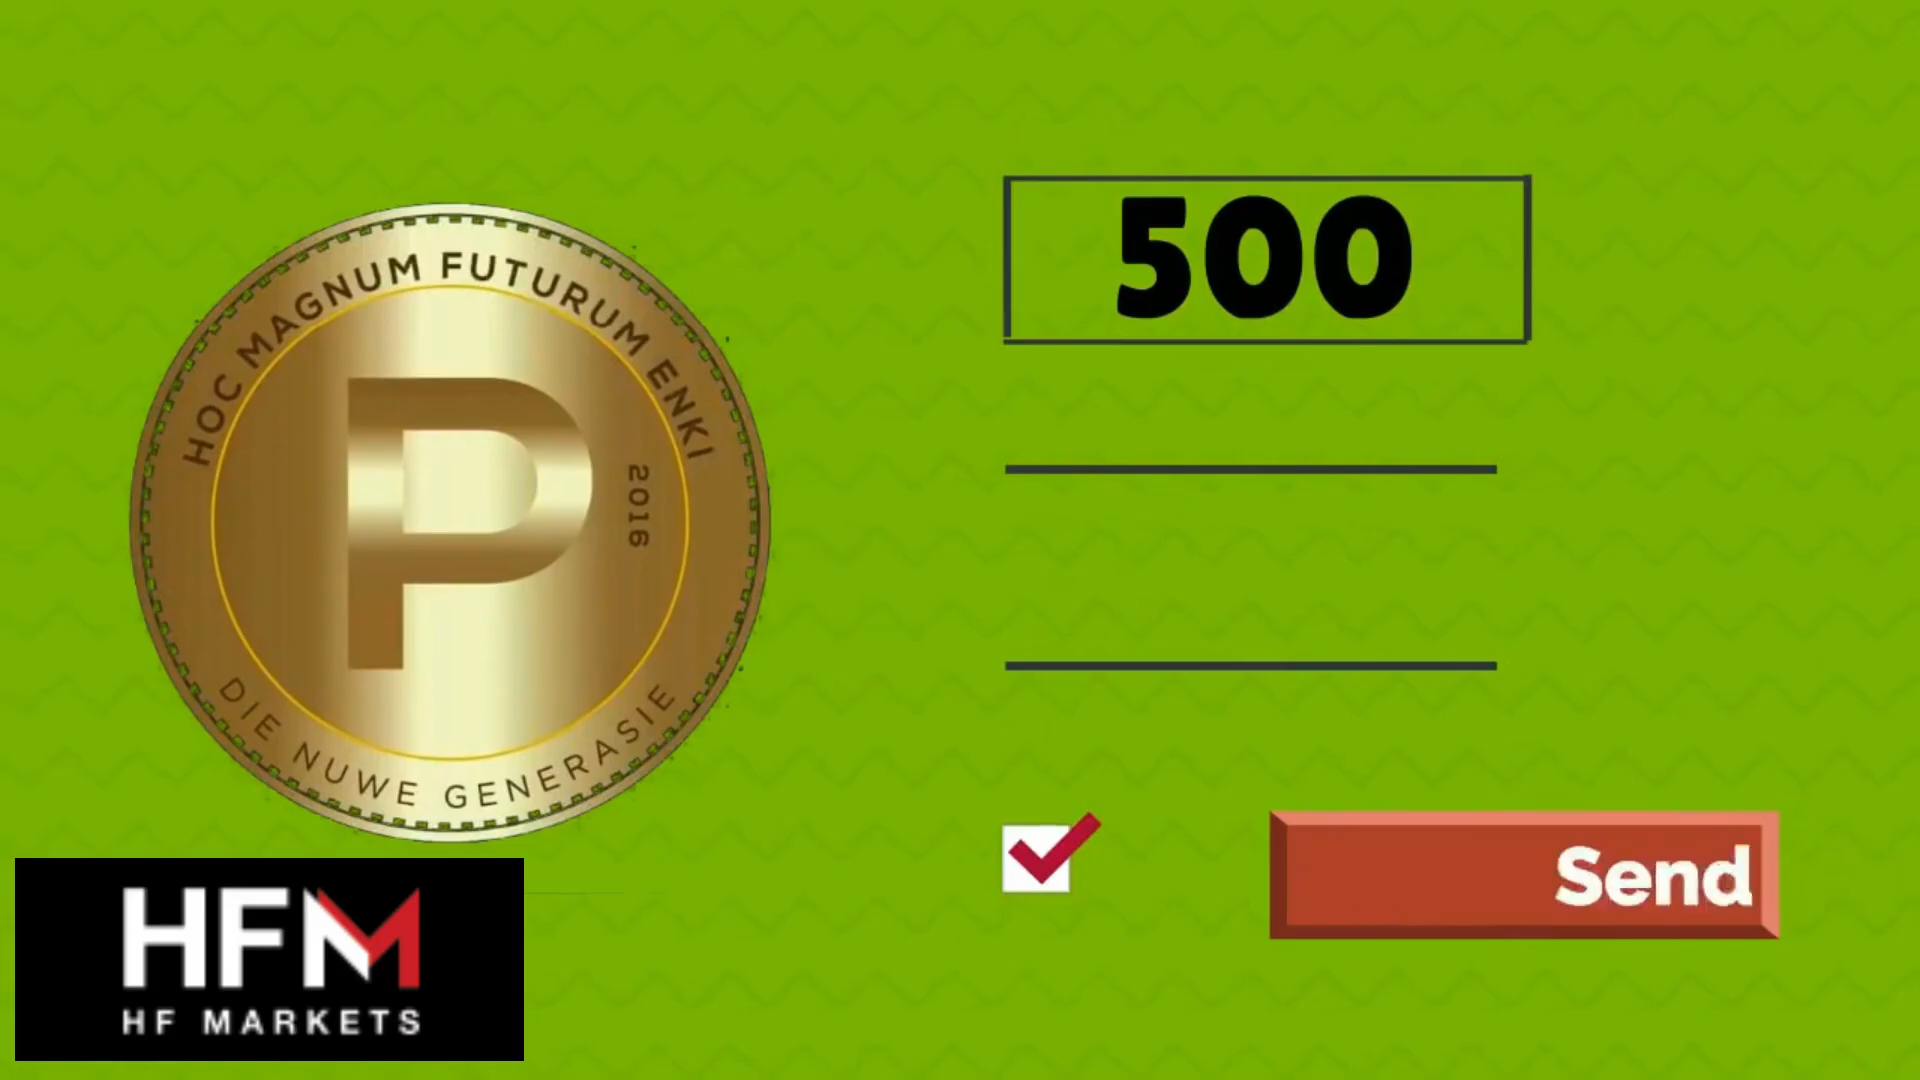 HOC MAGNUM FUTURUM ENKI
P
2016
DIE NUWE GENERASIE
500
Send
HFM
HF MARKETS